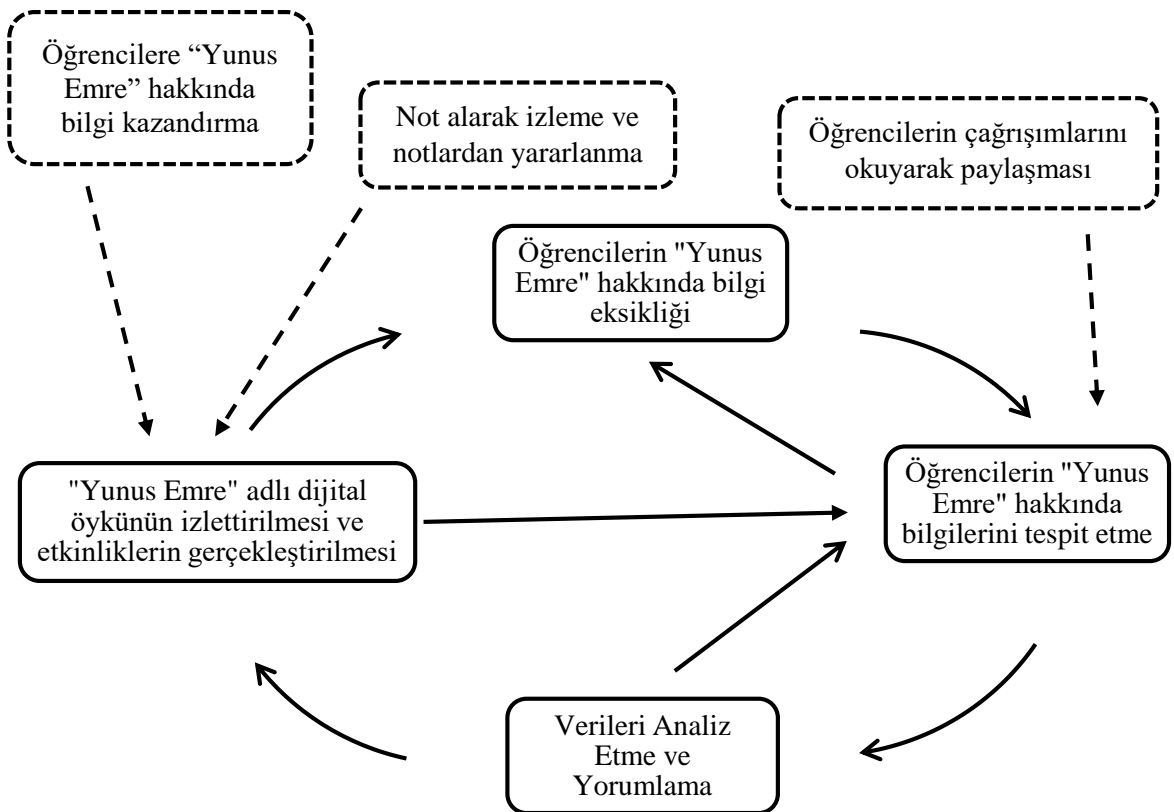 Öğrencilere “Yunus
Emre” hakkında
bilgi kazandırma
Not alarak izleme ve
notlardan yararlanma
Öğrencilerin çağrışımlarını
okuyarak paylaşması
Öğrencilerin "Yunus
Emre" hakkında bilgi
eksikliği
"Yunus Emre" adlı dijital
öykünün izlettirilmesi ve
etkinliklerin gerçekleştirilmesi
Öğrencilerin "Yunus
Emre" hakkında
bilgilerini tespit etme
Verileri Analiz
Etme ve
Yorumlama